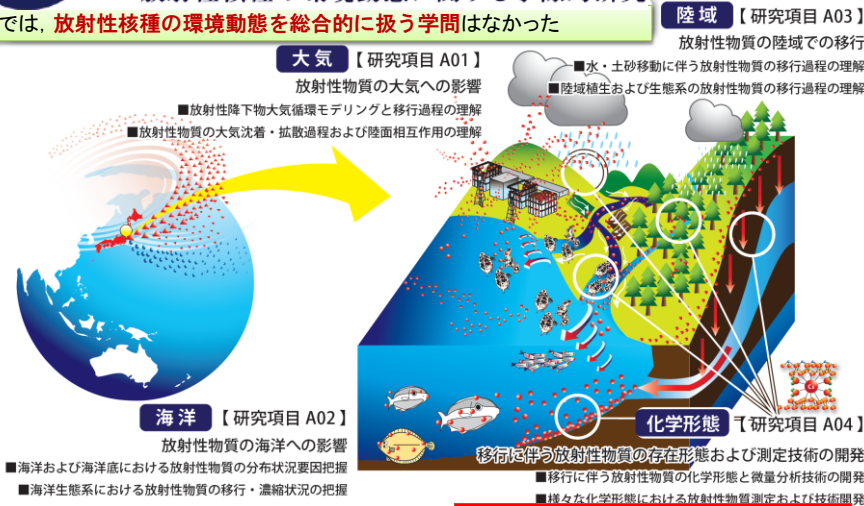 では，放射性核種の環境動態を総合的に扱う学問はなかった
大気【研究項目 A01】
放射性物質の大気への影響
■放射性降下物大気循環モデリングと移行過程の理解
■放射性物質の大気沈着・拡散過程および陸面相互作用の理解
陸域【研究項目 A03】
放射性物質の陸域での移行
■水・土砂移動に伴う放射性物質の移行過程の理解
■陸域植生および生態系の放射性物質の移行過程の理解
海洋【研究項目 A02】
放射性物質の海洋への影響
■海洋および海洋底における放射性物質の分布状況要因把握
■海洋生態系における放射性物質の移行・濃縮状況の把握
Cs
化学形態【研究項目 A04】
移行に伴う放射性物質の存在形態および測定技術の開発
■移行に伴う放射性物質の化学形態と微量分析技術の開発
■様々な化学形態における放射性物質測定および技術開発